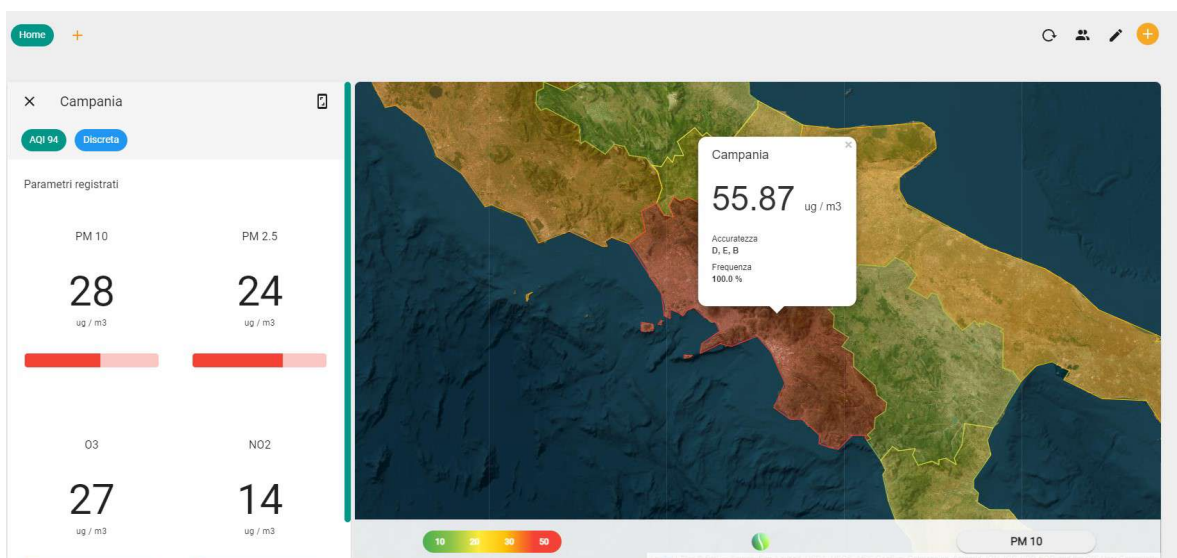 Home
Campania
AQI 94 Discreta
Parametri registrati
PM 10 PM 2.5
28 24
ug / m3 ug / m3
O3 NO2
27 14
ug / m3 ug / m3
Campania
55.87 ug / m3
Accuratezza
D, E, B
Frequenza
100.0 %
10 20 30 50
PM 10